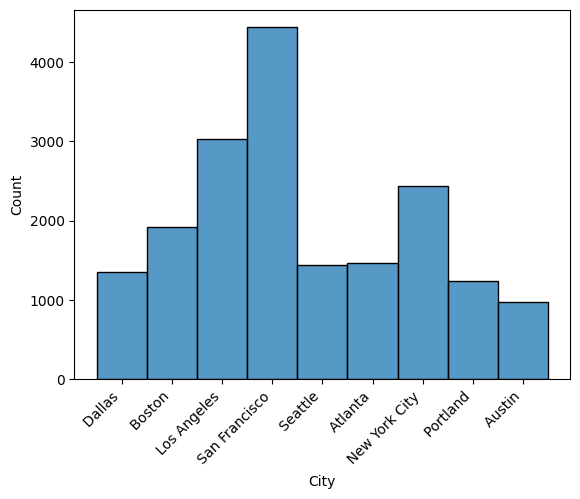 4000
3000
2000
1000
0
Count
Dallas
Boston
Los Angeles
San Francisco
Seattle
Atlanta
New York City
Portland
Austin
City